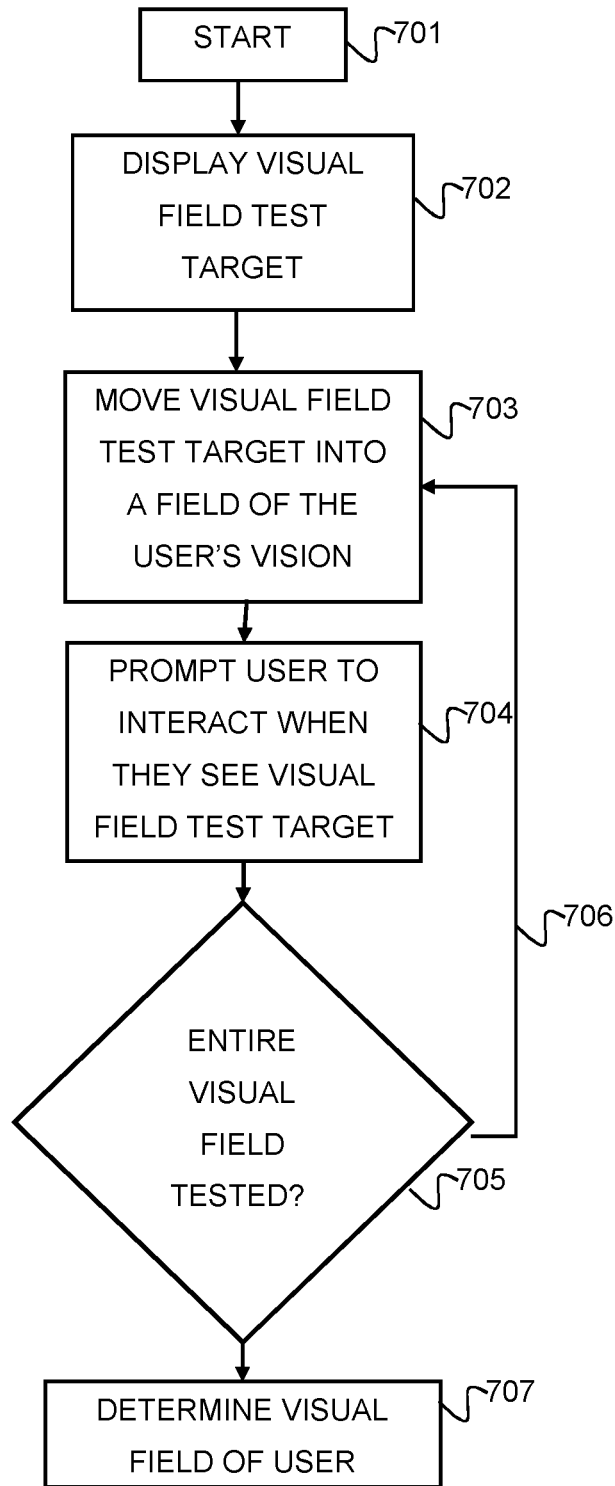 START
701
DISPLAY VISUAL
FIELD TEST
TARGET
702
MOVE VISUAL FIELD
TEST TARGET INTO
A FIELD OF THE
USER'S VISION
703
PROMPT USER TO
INTERACT WHEN
THEY SEE VISUAL
FIELD TEST TARGET
704
706
ENTIRE
VISUAL
FIELD
TESTED?
705
DETERMINE VISUAL
FIELD OF USER
707